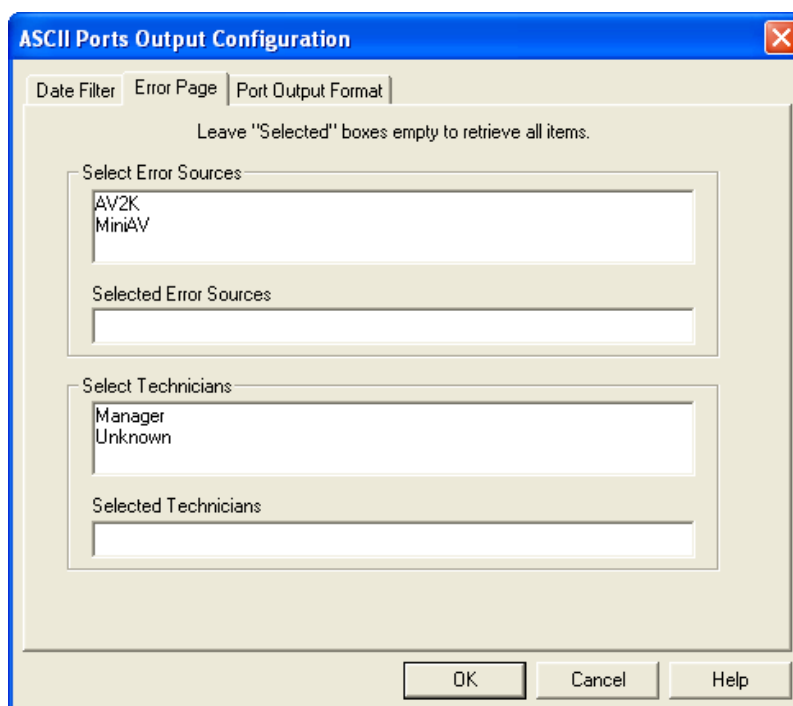 ASCII Ports Output Configuration
Date Filter Error Page Port Output Format
Leave "Selected" boxes empty to retrieve all items.
Select Error Sources
AV2K
MiniAV
Selected Error Sources
Select Technicians
Manager
Unknown
Selected Technicians
OK Cancel Help